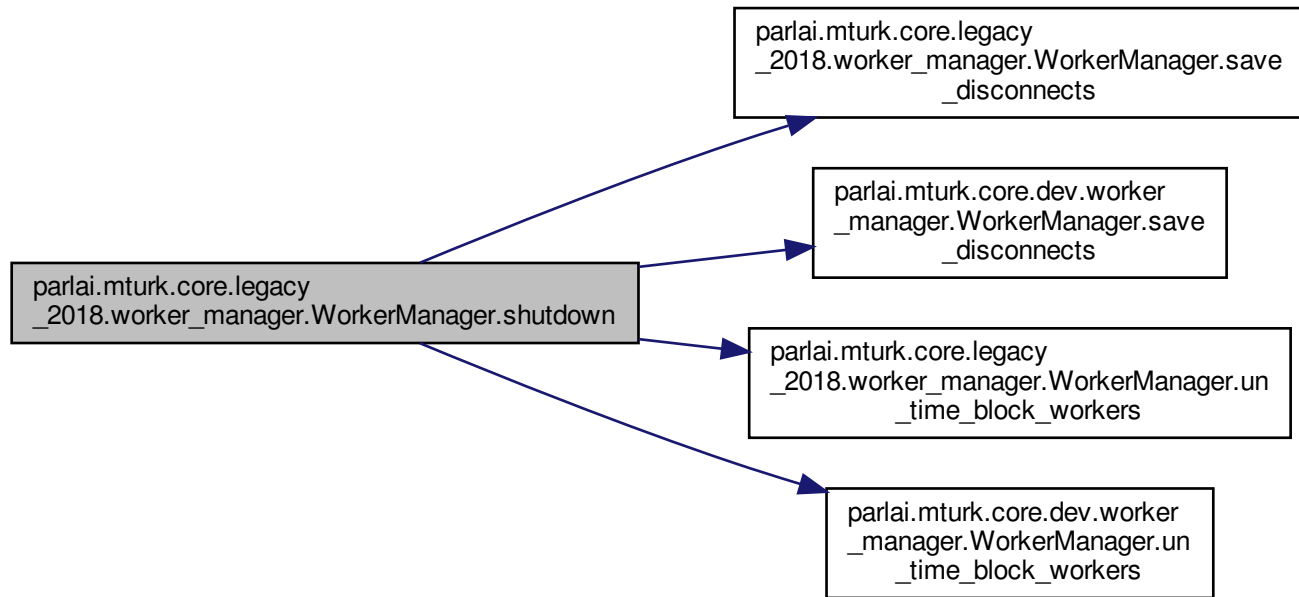 parlai.mturk.core.legacy
_2018.worker_manager.WorkerManager.save
_disconnects
parlai.mturk.core.dev.worker
_manager.WorkerManager.save
_disconnects
parlai.mturk.core.legacy
_2018.worker_manager.WorkerManager.shutdown
parlai.mturk.core.legacy
_2018.worker_manager.WorkerManager.un
_time_block_workers
parlai.mturk.core.dev.worker
_manager.WorkerManager.un
_time_block_workers